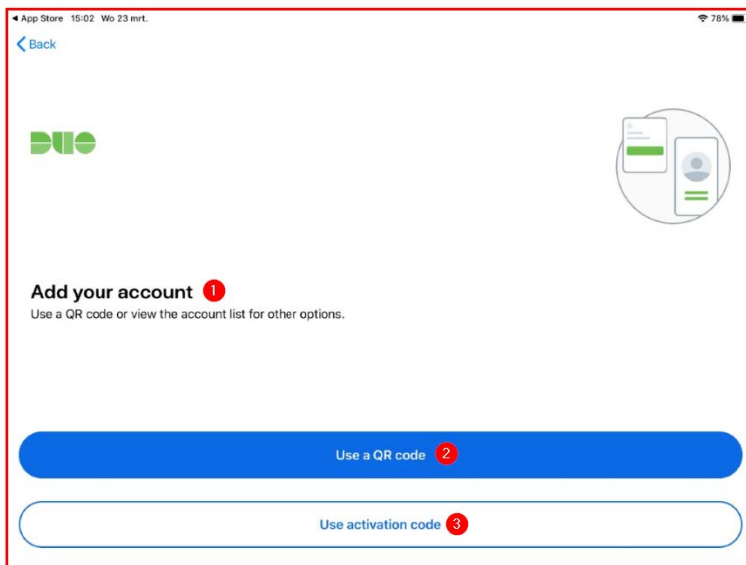 App Store 15:02 Wo 23 mrt. 78%
Back
DUO
Add your account 1
Use a QR code or view the account list for other options.
Use a QR code 2
Use activation code 3